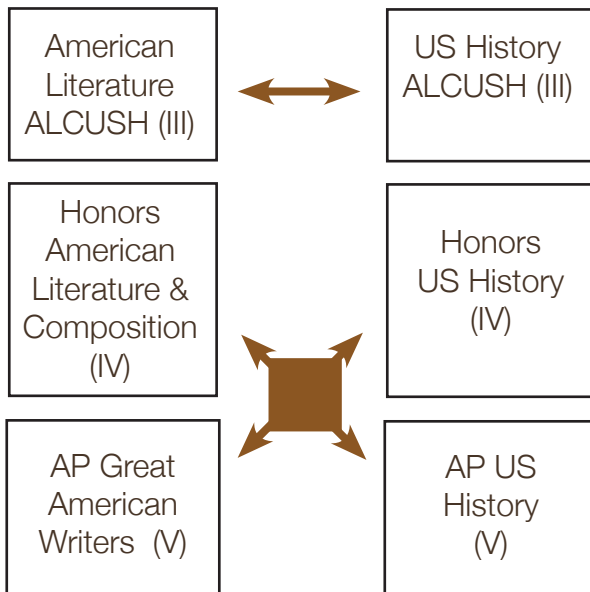 American
Literature
ALCUSH (III)
US History
ALCUSH (III)
Honors
American
Literature &
Composition
(IV)
Honors
US History
(IV)
AP Great
American
Writers (V)
AP US
History
(V)